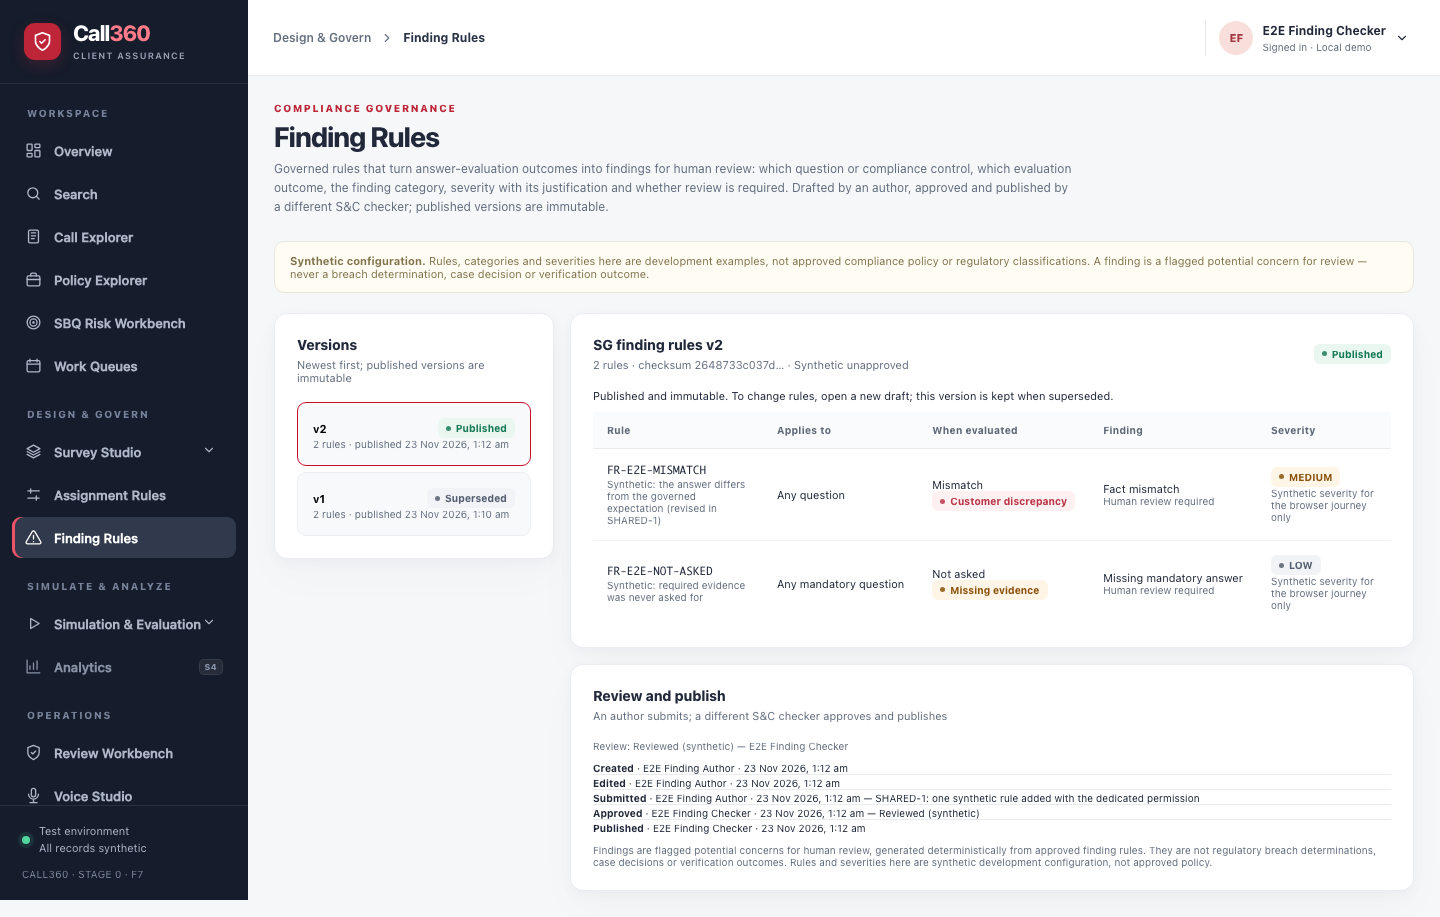 Call360
CLIENT ASSURANCE
WORKSPACE
Overview
Search
Call Explorer
Policy Explorer
SBQ Risk Workbench
Work Queues
DESIGN & GOVERN
Survey Studio
Assignment Rules
Finding Rules
SIMULATE & ANALYZE
Simulation & Evaluation
Analytics S4
OPERATIONS
Review Workbench
Voice Studio
Test environment
All records synthetic
CALL360 · STAGE 0 · F7
Design & Govern > Finding Rules
EF
E2E Finding Checker
Signed in · Local demo
COMPLIANCE GOVERNANCE
Finding Rules
Governed rules that turn answer-evaluation outcomes into findings for human review: which question or compliance control, which evaluation
outcome, the finding category, severity with its justification and whether review is required. Drafted by an author, approved and published by
a different S&C checker; published versions are immutable.
Synthetic configuration. Rules, categories and severities here are development examples, not approved compliance policy or regulatory classifications. A finding is a flagged potential concern for review —
never a breach determination, case decision or verification outcome.
Versions
Newest first; published versions are
immutable
v2 Published
2 rules · published 23 Nov 2026, 1:12 am
v1 Superseded
2 rules · published 23 Nov 2026, 1:10 am
SG finding rules v2
2 rules · checksum 2648733c037d… · Synthetic unapproved
Published
Published and immutable. To change rules, open a new draft; this version is kept when superseded.
Rule Applies to When evaluated Finding Severity
FR-E2E-MISMATCH
Synthetic: the answer differs
from the governed
expectation (revised in
SHARED-1)
Any question
Mismatch
Customer discrepancy
Fact mismatch
Human review required
MEDIUM
Synthetic severity for
the browser journey
only
FR-E2E-NOT-ASKED
Synthetic: required evidence
was never asked for
Any mandatory question
Not asked
Missing evidence
Missing mandatory answer
Human review required
LOW
Synthetic severity for
the browser journey
only
Review and publish
An author submits; a different S&C checker approves and publishes
Review: Reviewed (synthetic) — E2E Finding Checker
Created · E2E Finding Author · 23 Nov 2026, 1:12 am
Edited · E2E Finding Author · 23 Nov 2026, 1:12 am
Submitted · E2E Finding Author · 23 Nov 2026, 1:12 am — SHARED-1: one synthetic rule added with the dedicated permission
Approved · E2E Finding Checker · 23 Nov 2026, 1:12 am — Reviewed (synthetic)
Published · E2E Finding Checker · 23 Nov 2026, 1:12 am
Findings are flagged potential concerns for human review, generated deterministically from approved finding rules. They are not regulatory breach determinations,
case decisions or verification outcomes. Rules and severities here are synthetic development configuration, not approved policy.